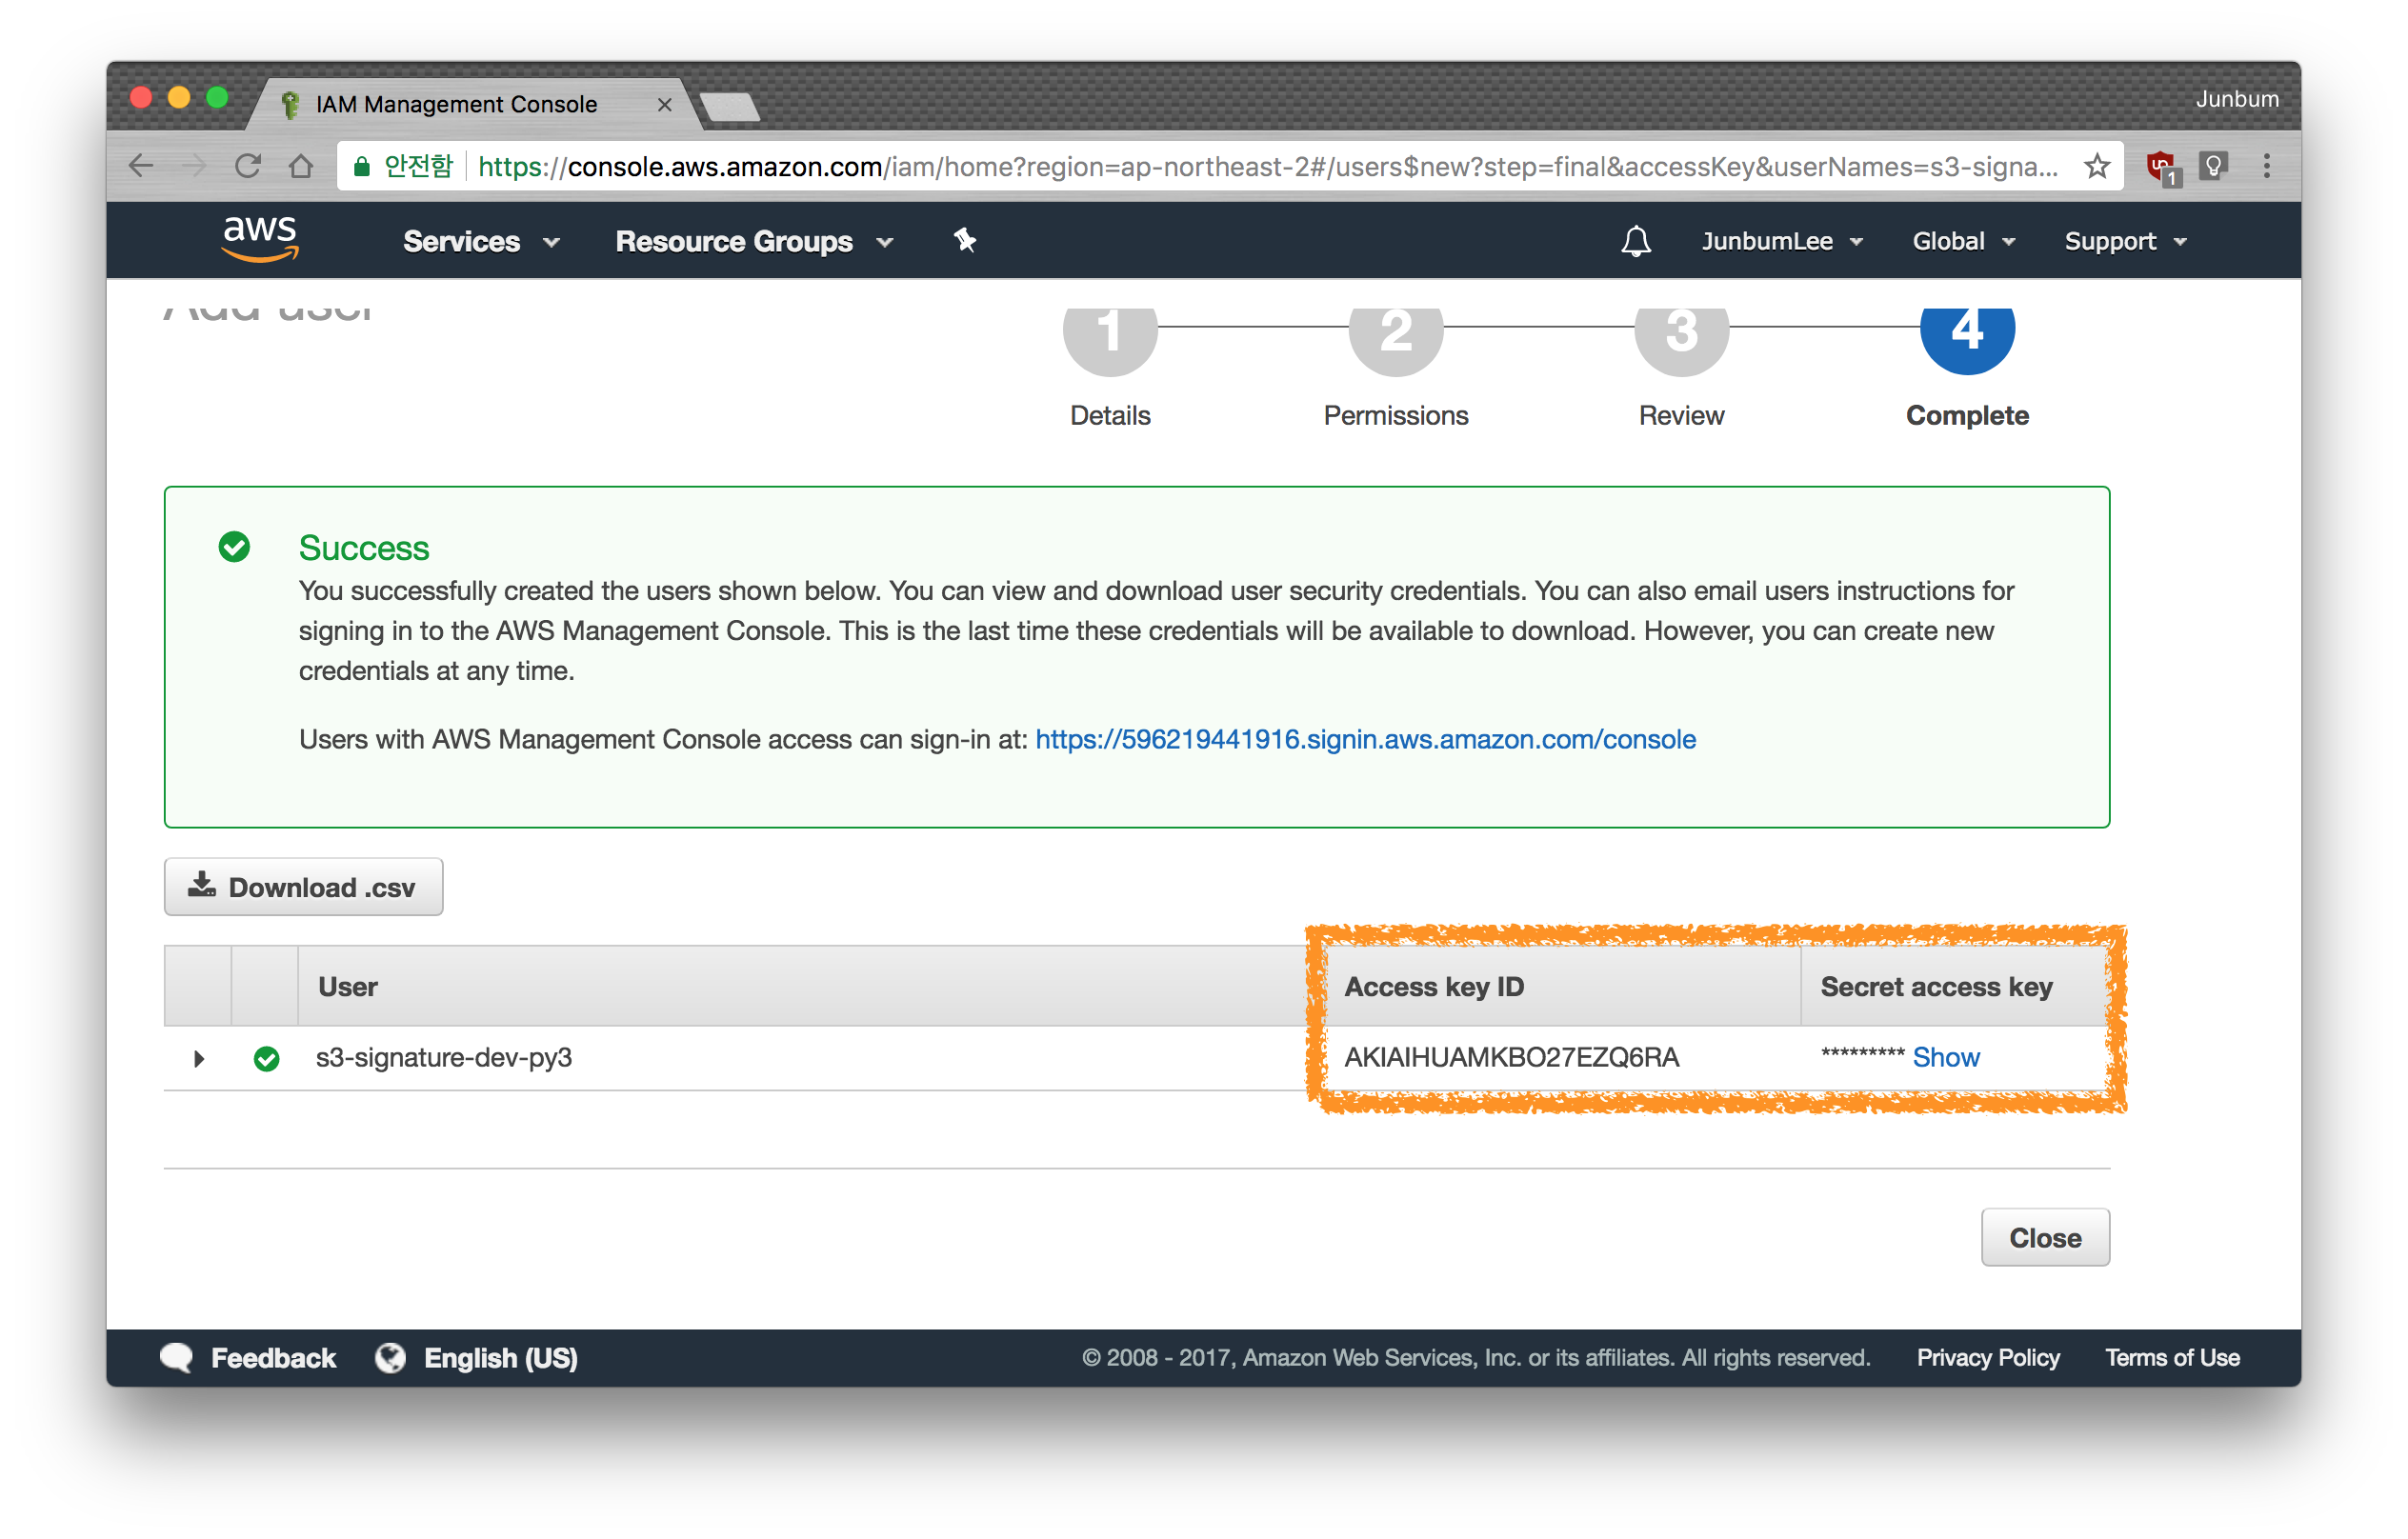 IAM Management Console
Junbum
안전함 https://console.aws.amazon.com/iam/home?region=ap-northeast-2#/users$new?step=final&accessKey&userNames=s3-signa...
1
aws Services Resource Groups JunbumLee Global Support
Add user
1 2 3 4
Details Permissions Review Complete
Success
You successfully created the users shown below. You can view and download user security credentials. You can also email users instructions for
signing in to the AWS Management Console. This is the last time these credentials will be available to download. However, you can create new
credentials at any time.
Users with AWS Management Console access can sign-in at: https://596219441916.signin.aws.amazon.com/console
Download .csv
User Access key ID Secret access key
s3-signature-dev-py3 AKIAIHUAMKBO27EZQ6RA ********* Show
Close
Feedback English (US) © 2008 - 2017, Amazon Web Services, Inc. or its affiliates. All rights reserved. Privacy Policy Terms of Use